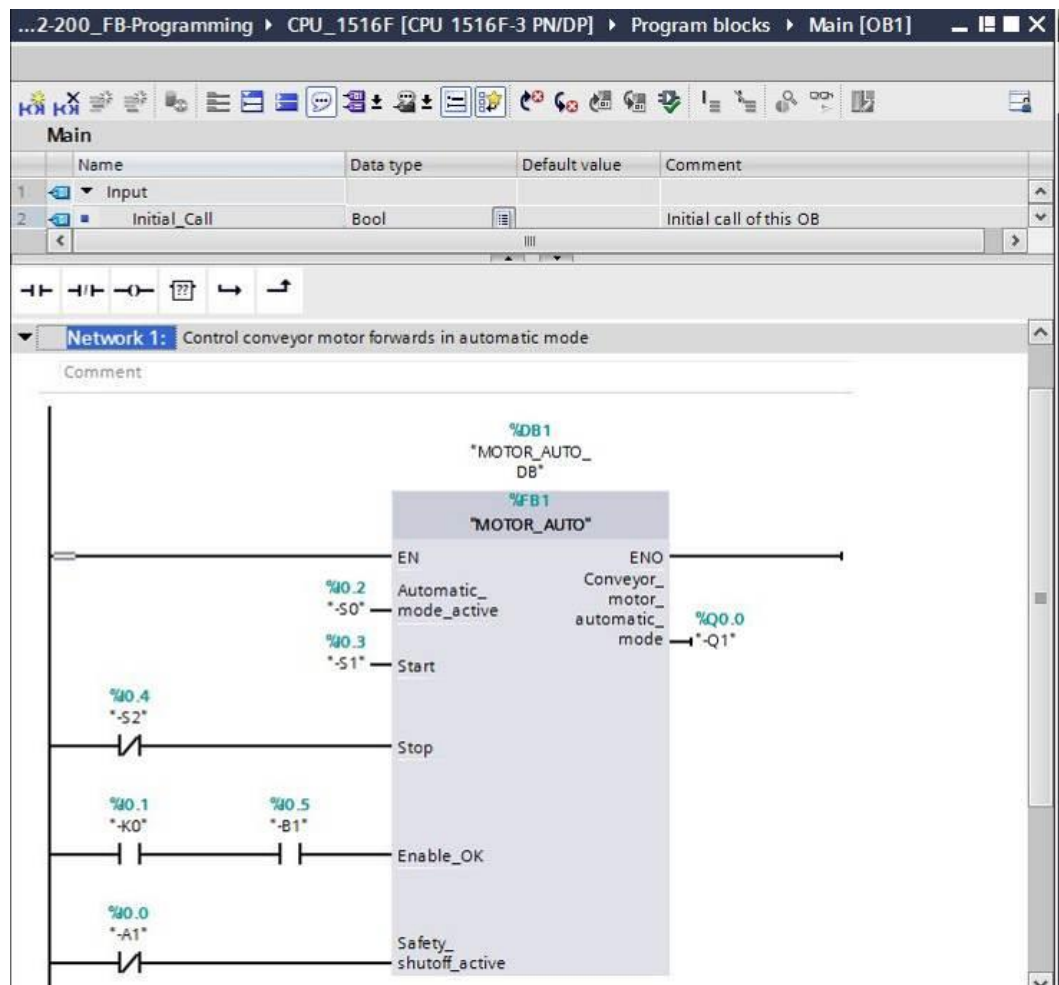 ...2-200_FB-Programming ▸ CPU_1516F [CPU 1516F-3 PN/DP] ▸ Program blocks ▸ Main [OB1]
Main
Name Data type Default value Comment
1 Input
2 Initial_Call Bool Initial call of this OB
??
Network 1: Control conveyor motor forwards in automatic mode
Comment
%DB1
"MOTOR_AUTO_
DB"
%FB1
"MOTOR_AUTO"
EN ENO
%I0.2
"-S0"
Automatic_
mode_active
Conveyor_
motor_
automatic_
mode
%Q0.0
"-Q1"
%I0.3
"-S1"
Start
%I0.4
"-S2"
Stop
%I0.1
"-K0"
%I0.5
"-B1"
Enable_OK
%I0.0
"-A1"
Safety_
shutoff_active